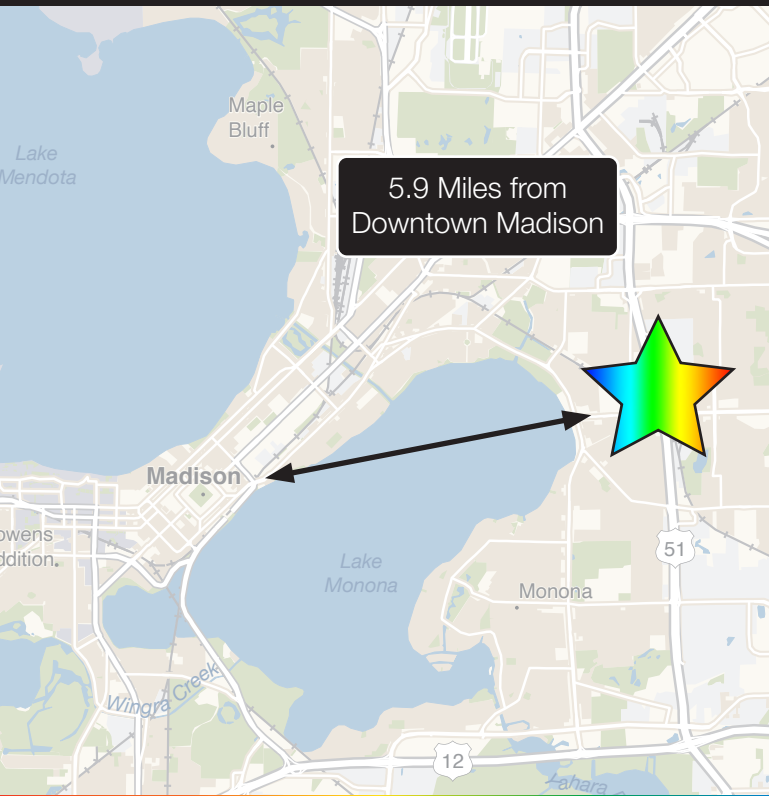 Maple
Bluff
Lake
Mendota
5.9 Miles from
Downtown Madison
Madison
owens
ddition
Lake
Monona
51
Monona
Wingra Creek
12
Lahara